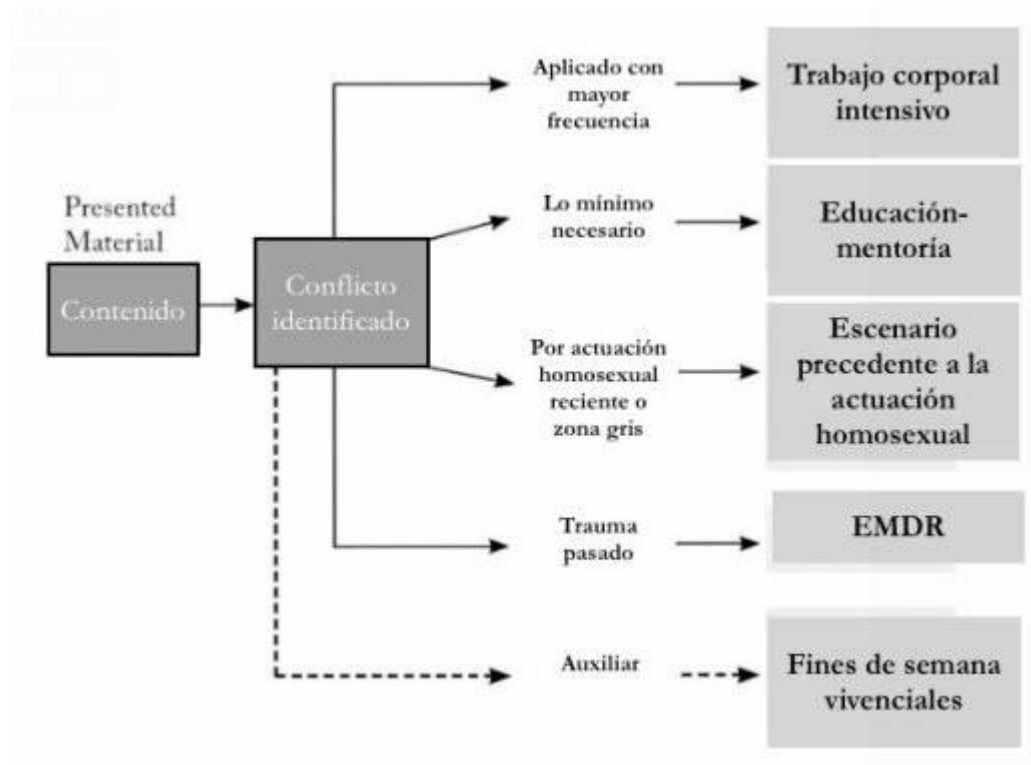 Presented
Material
Contenido
Conflicto
identificado
Aplicado con
mayor
frecuencia
Trabajo corporal
intensivo
Lo mínimo
necesario
Educación-
mentoría
Por actuación
homosexual
reciente o
zona gris
Escenario
precedente a la
actuación
homosexual
Trauma
pasado
EMDR
Auxiliar
Fines de semana
vivenciales